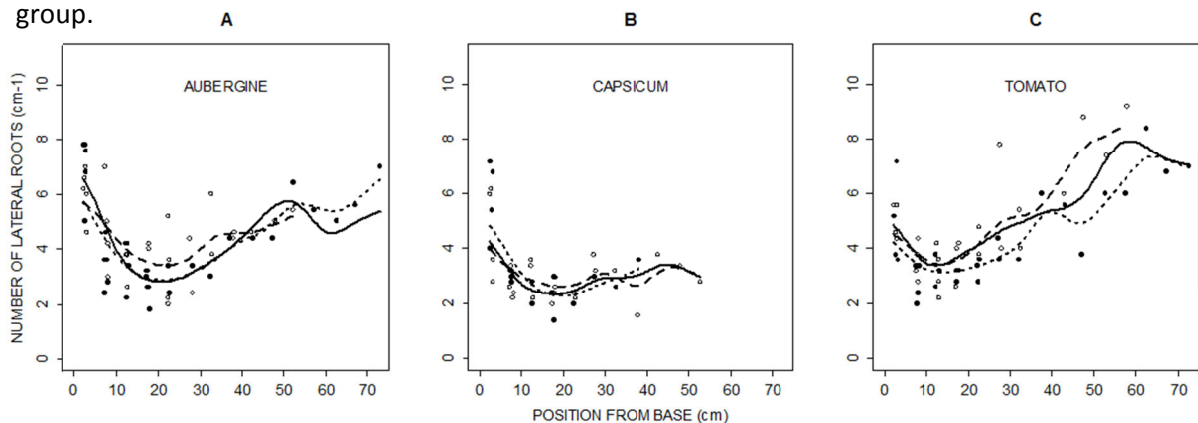 group.
A
B
C
AUBERGINE
CAPSICUM
TOMATO
NUMBER OF LATERAL ROOTS (cm-1)
0 2 4 6 8 10
0 2 4 6 8 10
0 2 4 6 8 10
0 10 20 30 40 50 60 70
0 10 20 30 40 50 60 70
0 10 20 30 40 50 60 70
POSITION FROM BASE (cm)